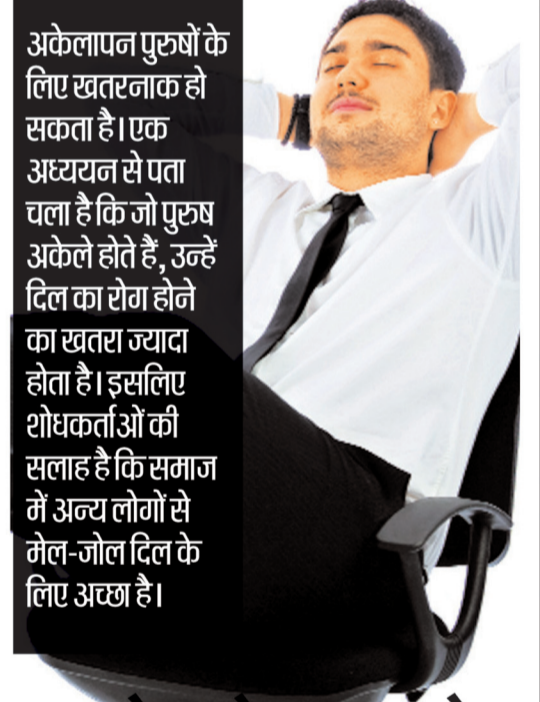 अकेलापन पुरुषों के
लिए खतरनाक हो
सकता है। एक
अध्ययन से पता
चला है कि जो पुरुष
अकेले होते हैं, उन्हें
दिल का रोग होने
का खतरा ज्यादा
होता है। इसलिए
शोधकर्ताओं की
सलाह है कि समाज
में अन्य लोगों से
मेल-जोल दिल के
लिए अच्छा है।